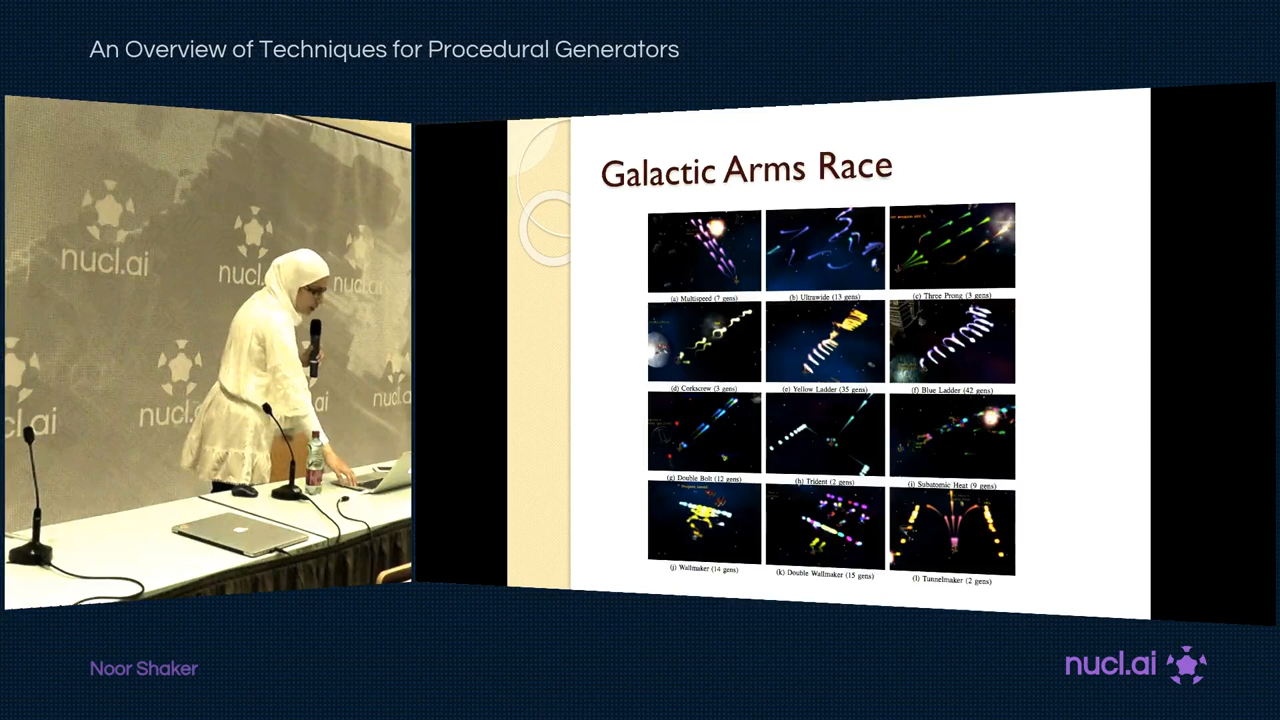 An Overview of Techniques for Procedural Generators
nucl.ai
nucl.ai
nucl.ai
nucl.ai
nucl.ai
Galactic Arms Race
(a) Multispeed (7 gens)
(b) Ultrawide (13 gens)
(c) Three Prong (3 gens)
(d) Corkscrew (3 gens)
(e) Yellow Ladder (35 gens)
(f) Blue Ladder (42 gens)
(g) Double Bolt (12 gens)
(h) Trident (2 gens)
(i) Subatomic Heat (9 gens)
(j) Wallmaker (14 gens)
(k) Double Wallmaker (15 gens)
(l) Tunnelmaker (2 gens)
Noor Shaker
nucl.ai